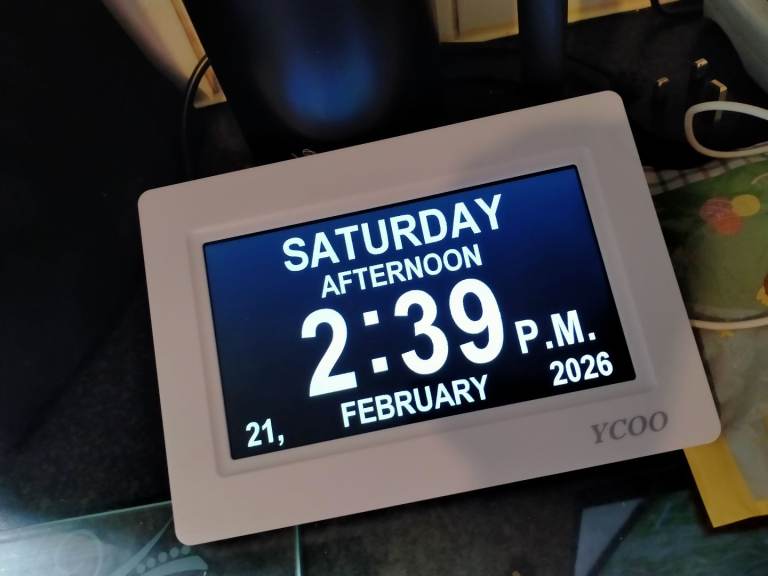 SATURDAY
AFTERNOON
2:39 P.M.
21, FEBRUARY 2026
YCOO